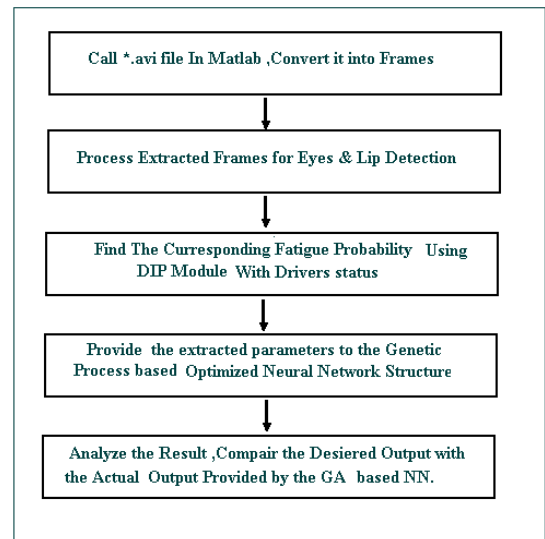 Call *.avi file In Matlab ,Convert it into Frames
Process Extracted Frames for Eyes & Lip Detection
Find The Curresponding Fatigue Probability Using
DIP Module With Drivers status
Provide the extracted parameters to the Genetic
Process based Optimized Neural Network Structure
Analyze the Result ,Compair the Desiered Output with
the Actual Output Provided by the GA based NN.